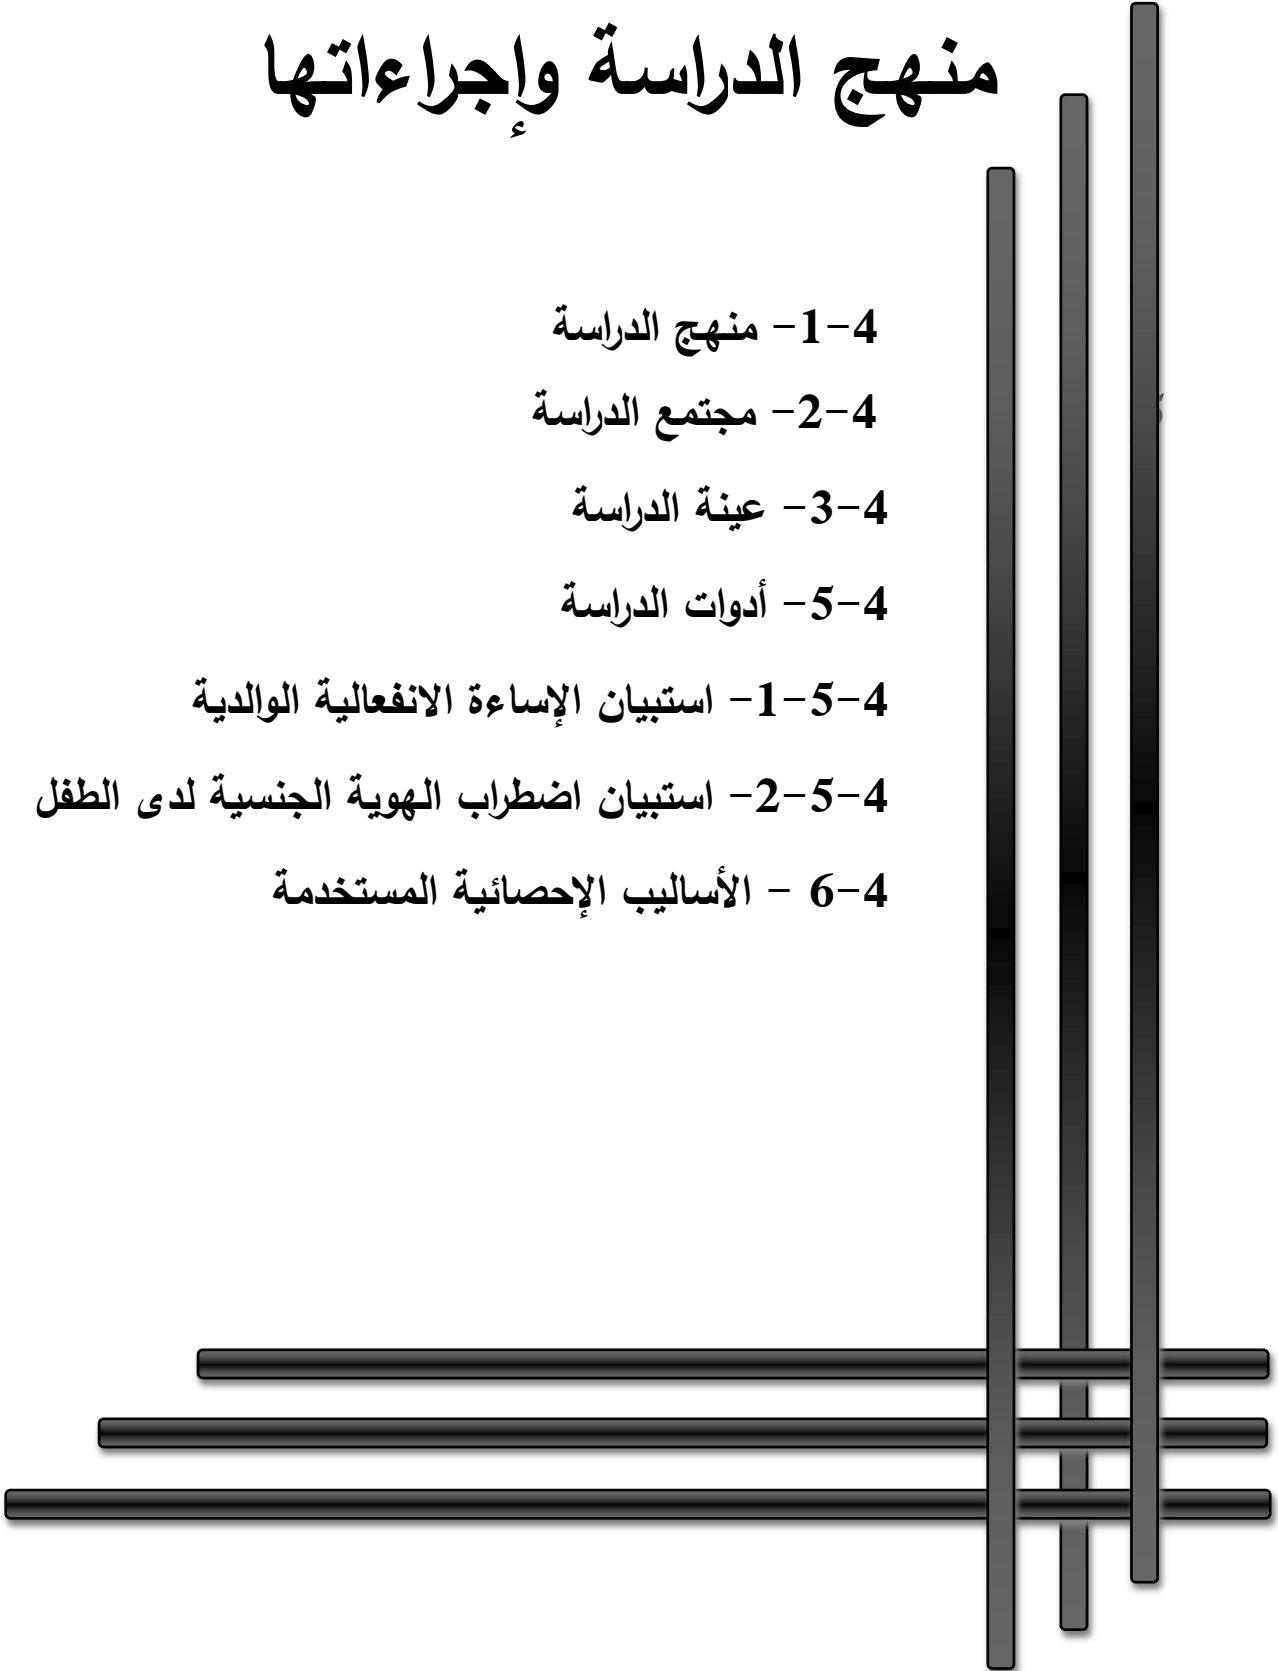 منهج الدراسة وإجراءاتها
4-1- منهج الدراسة
4-2- مجتمع الدراسة
4-3- عينة الدراسة
4-5- أدوات الدراسة
4-5-1- استبيان الإساءة الانفعالية الوالدية
4-5-2- استبيان اضطراب الهوية الجنسية لدى الطفل
4-6 - الأساليب الإحصائية المستخدمة